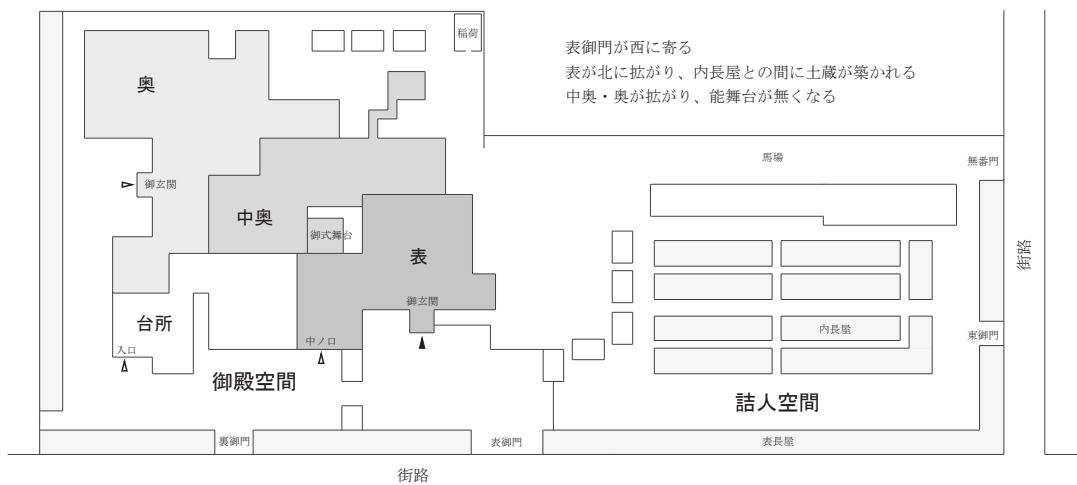 稲荷
表御門が西に寄る
表が北に拡がり、内長屋との間に土蔵が築かれる
中奥・奥が拡がり、能舞台が無くなる
奥
馬場
無番門
御玄関
中奥
御式舞台
表
街路
御玄関
台所
入口
中ノ口
内長屋
東御門
御殿空間
詰人空間
裏御門
表御門
表長屋
街路